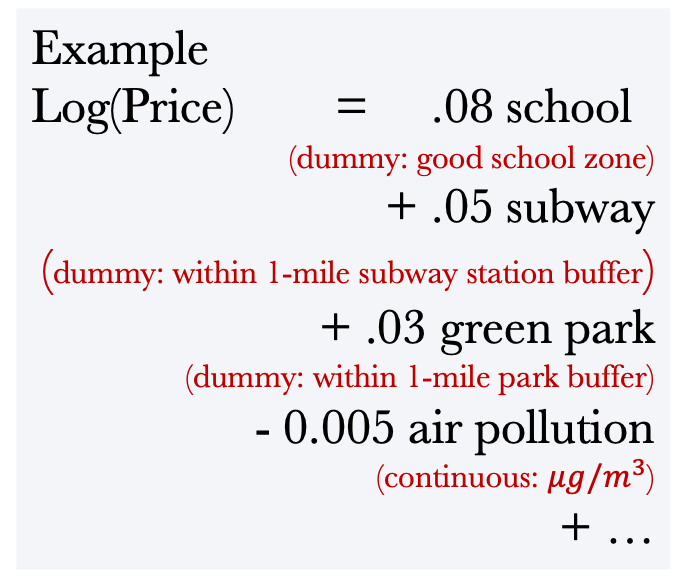 Example
Log(Price) = .08 school
(dummy: good school zone)
+ .05 subway
(dummy: within 1-mile subway station buffer)
+ .03 green park
(dummy: within 1-mile park buffer)
- 0.005 air pollution
(continuous: μg/m³)
+ …